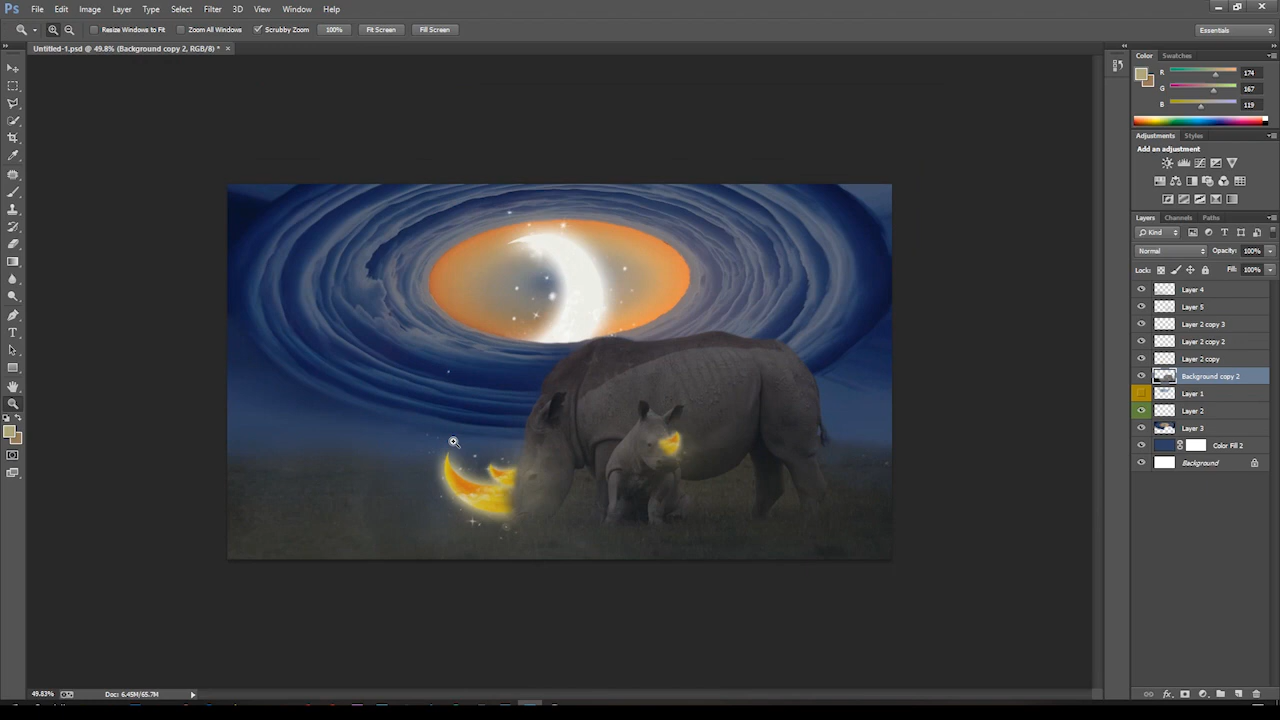 Ps File Edit Image Layer Type Select Filter 3D View Window Help
Resize Windows to Fit Zoom All Windows Scrubby Zoom 100% Fit Screen Fill Screen Essentials
Untitled-1.psd @ 49.8% (Background copy 2, RGB/8) * ×
Color Swatches
R 174
G 167
B 119
Adjustments Styles
Add an adjustment
Layers Channels Paths
Kind
Normal Opacity: 100%
Lock: Fill: 100%
Layer 4
Layer 5
Layer 2 copy 3
Layer 2 copy 2
Layer 2 copy
Background copy 2
Layer 1
Layer 2
Layer 3
Color Fill 2
Background
49.83% Doc: 6.45M/65.7M